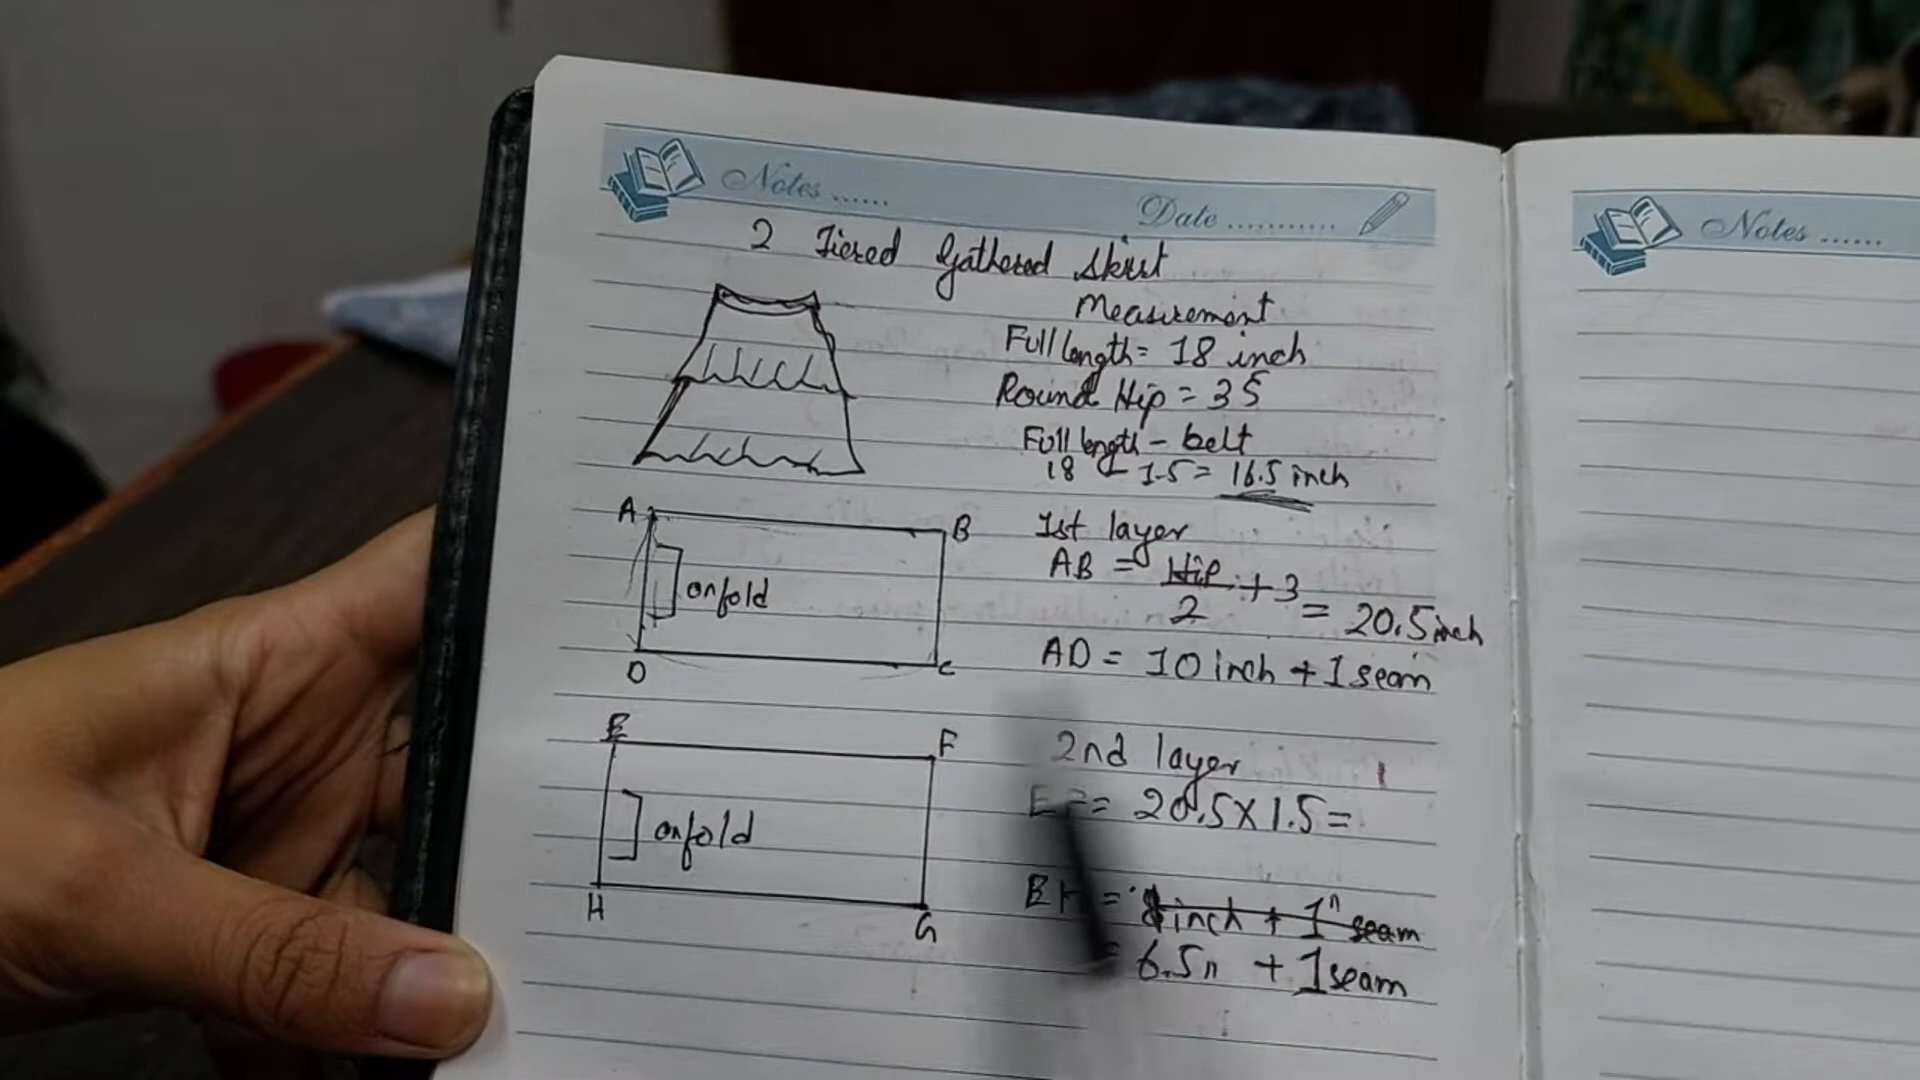 Notes ......
Date ............
2 Tiered Gathered Skirt
Measurement
Full length = 18 inch
Round Hip = 35
Full length - belt
18 - 1.5 = 16.5 inch
A
B
onfold
D
C
1st layer
AB = Hip/2 + 3 = 20.5 inch
AD = 10 inch + 1 seam
E
F
onfold
H
G
2nd layer
EF = 20.5 x 1.5 =
inch + 1" seam
= 6.5" + 1 seam
Notes ......